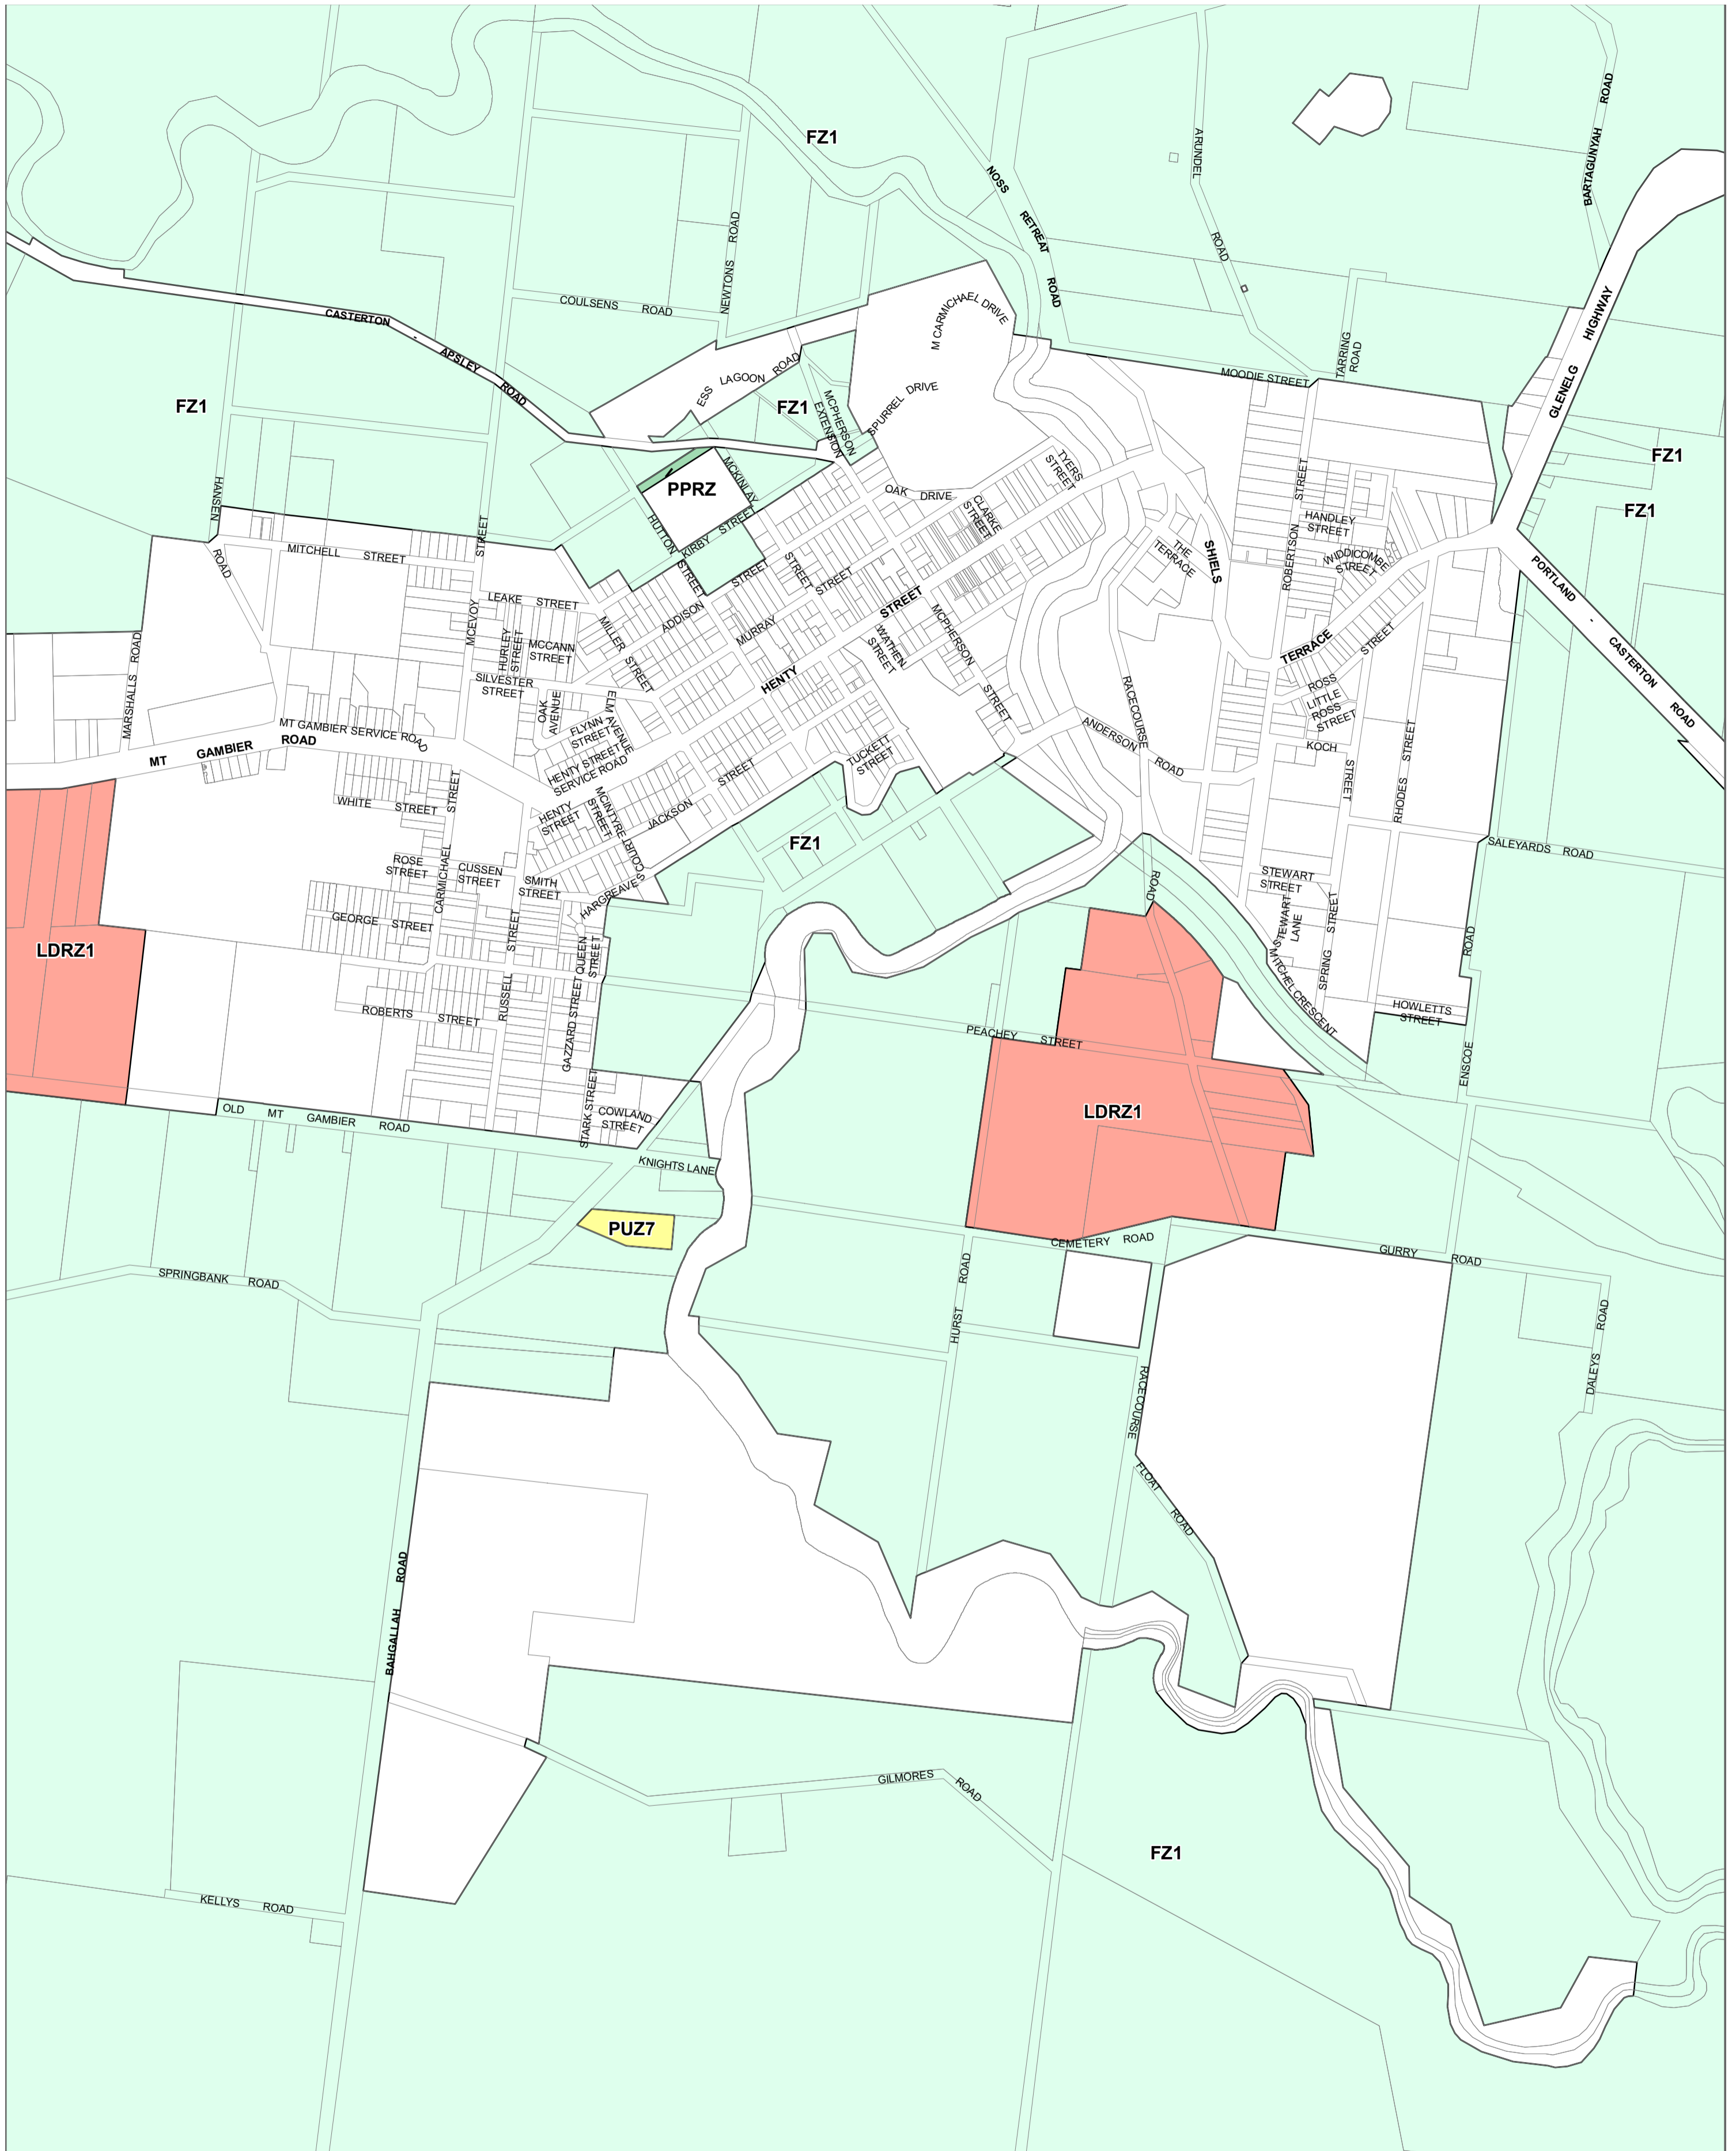 FZ1
BARTAGUNYAH ROAD
ARUNDEL
ROAD
NOSS
RETREAT
ROAD
NEWTONS ROAD
COULSENS ROAD
M CARMICHAEL DRIVE
CASTERTON
-
APSLEY
ROAD
GLENELG HIGHWAY
TARRING
ROAD
MOODIE STREET
ESS LAGOON ROAD
SPURREL DRIVE
MCPHERSON
EXTENSION
FZ1
FZ1
FZ1
FZ1
PPRZ
MCKINLAY
STREET
HUTTON
STREET
KIRBY STREET
OAK DRIVE
TYERS
STREET
CLARKE
STREET
HANSEN
ROAD
MITCHELL STREET
STREET
MCEVOY
LEAKE STREET
HURLEY
STREET
MCCANN
STREET
SILVESTER
STREET
MILLER
STREET
ADDISON STREET
MURRAY STREET
HENTY STREET
WATHEN
STREET
MCPHERSON
STREET
THE
TERRACE
SHIELS
TERRACE
ROBERTSON STREET
HANDLEY
STREET
WIDDICOMBE
STREET
PORTLAND
-
CASTERTON
ROAD
ROSS STREET
LITTLE
ROSS
STREET
KOCH
STREET
RHODES STREET
RACECOURSE
ROAD
ANDERSON
ROAD
MARSHALLS ROAD
MT GAMBIER ROAD
MT GAMBIER SERVICE ROAD
OAK
AVENUE
ELM AVENUE
FLYNN
STREET
HENTY STREET
SERVICE ROAD
HENTY
STREET
MCINTYRE
STREET
JACKSON STREET
TUCKETT
STREET
HARGREAVES COURT
WHITE STREET
CARMICHAEL STREET
ROSE
STREET
CUSSEN
STREET
SMITH
STREET
GEORGE STREET
FZ1
SALEYARDS ROAD
STEWART
STREET
STEWART
LANE
SPRING STREET
MITCHEL CRESCENT
HOWLETTS
STREET
ENSCOE ROAD
LDRZ1
RUSSELL STREET
QUEEN
STREET
GAZZARD STREET
ROBERTS STREET
STARK STREET
COWLAND
STREET
PEACHEY STREET
LDRZ1
OLD MT GAMBIER ROAD
KNIGHTS LANE
PUZ7
SPRINGBANK ROAD
CEMETERY ROAD
GURRY ROAD
HURST ROAD
RACECOURSE
FLOAT ROAD
DALEYS ROAD
BAHGALLAH ROAD
GILMORES ROAD
FZ1
KELLYS ROAD